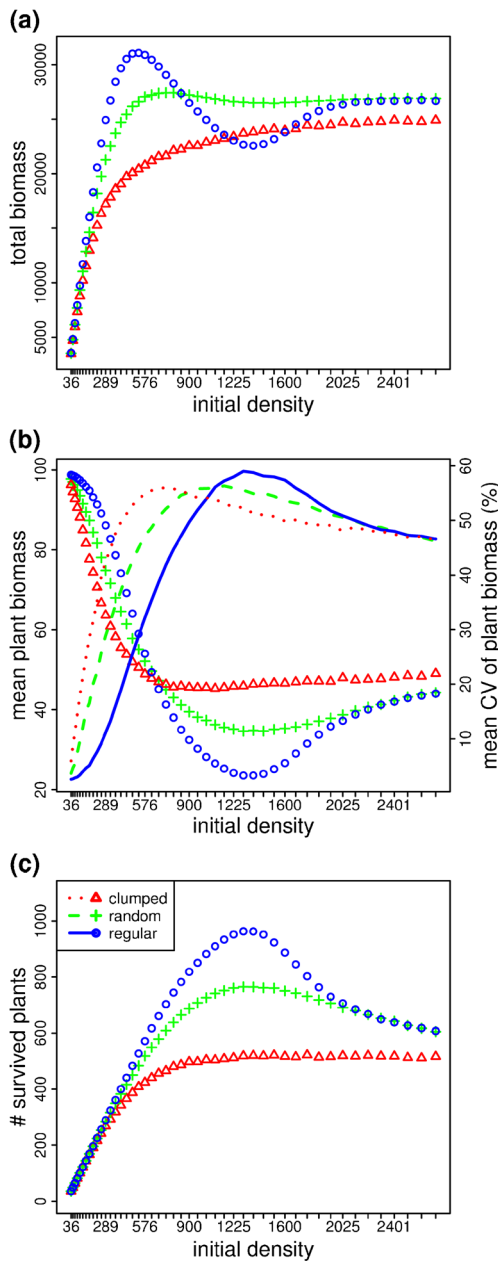 (a)
30000
20000
10000
5000
total biomass
36 289 576 900 1225 1600 2025 2401
initial density
(b)
100
80
60
40
20
mean plant biomass
60
50
40
30
20
10
mean CV of plant biomass (%)
36 289 576 900 1225 1600 2025 2401
initial density
(c)
1000
800
600
400
200
0
# survived plants
clumped
random
regular
36 289 576 900 1225 1600 2025 2401
initial density